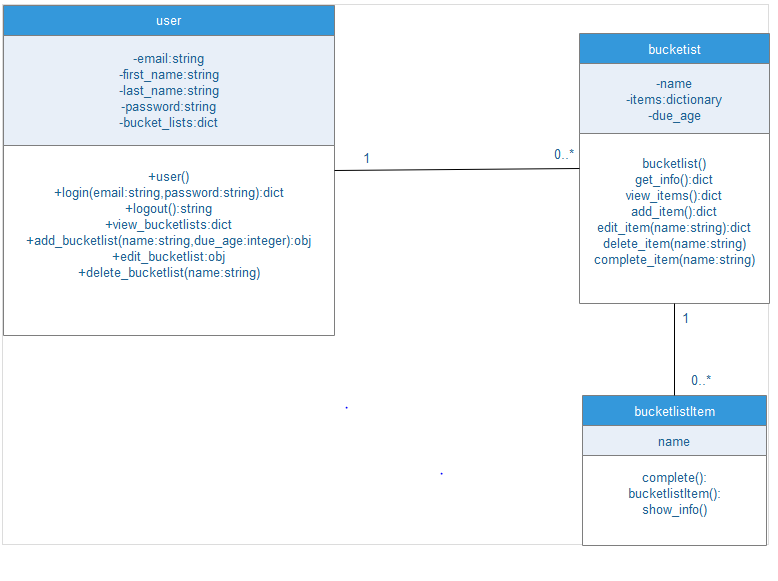 user
-email:string
-first_name:string
-last_name:string
-password:string
-bucket_lists:dict
+user()
+login(email:string,password:string):dict
+logout():string
+view_bucketlists:dict
+add_bucketlist(name:string,due_age:integer):obj
+edit_bucketlist:obj
+delete_bucketlist(name:string)
1
0..*
bucketist
-name
-items:dictionary
-due_age
bucketlist()
get_info():dict
view_items():dict
add_item():dict
edit_item(name:string):dict
delete_item(name:string)
complete_item(name:string)
1
0..*
bucketlistItem
name
complete():
bucketlistItem():
show_info()